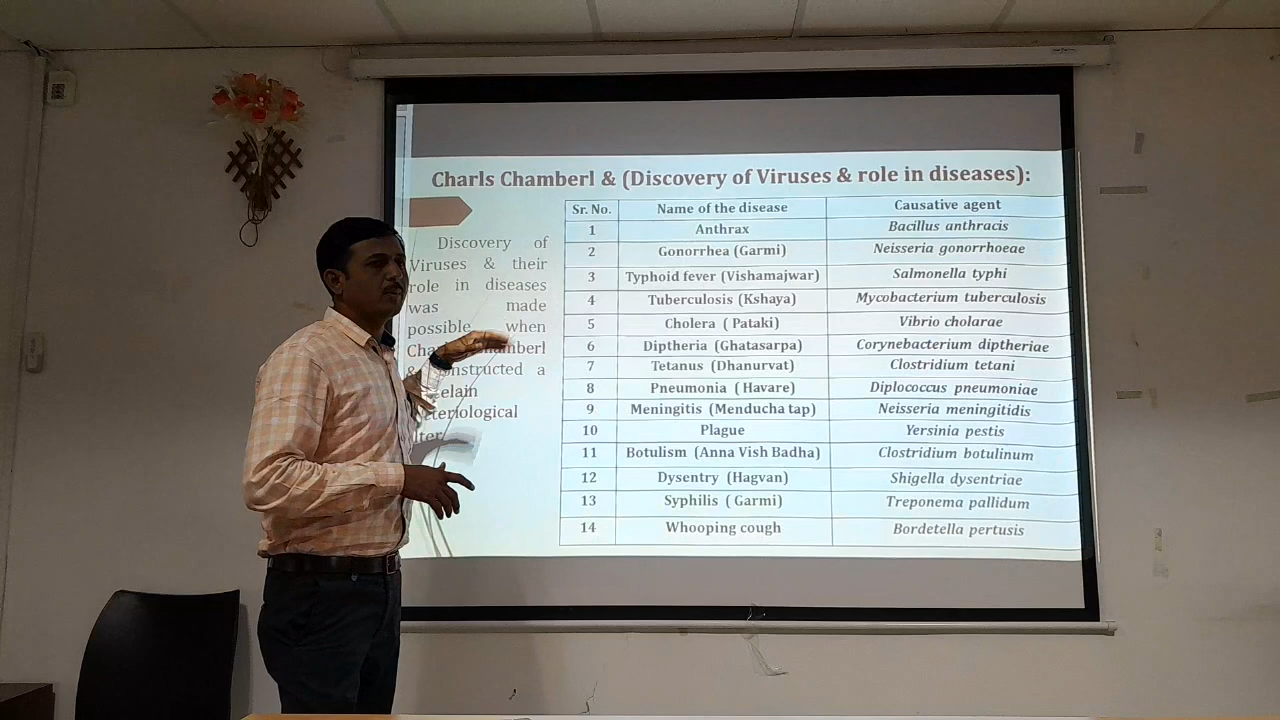 Charls Chamberl & (Discovery of Viruses & role in diseases):
Discovery of
Viruses & their
role in diseases
was made
possible when
Chamberl
& constructed a
Sr. No. Name of the disease Causative agent
1 Anthrax Bacillus anthracis
2 Gonorrhea (Garmi) Neisseria gonorrhoeae
3 Typhoid fever (Vishamajwar) Salmonella typhi
4 Tuberculosis (Kshaya) Mycobacterium tuberculosis
5 Cholera ( Pataki) Vibrio cholarae
6 Diptheria (Ghatasarpa) Corynebacterium diptheriae
7 Tetanus (Dhanurvat) Clostridium tetani
8 Pneumonia ( Havare) Diplococcus pneumoniae
9 Meningitis (Menducha tap) Neisseria meningitidis
10 Plague Yersinia pestis
11 Botulism (Anna Vish Badha) Clostridium botulinum
12 Dysentry (Hagvan) Shigella dysentriae
13 Syphilis ( Garmi) Treponema pallidum
14 Whooping cough Bordetella pertusis